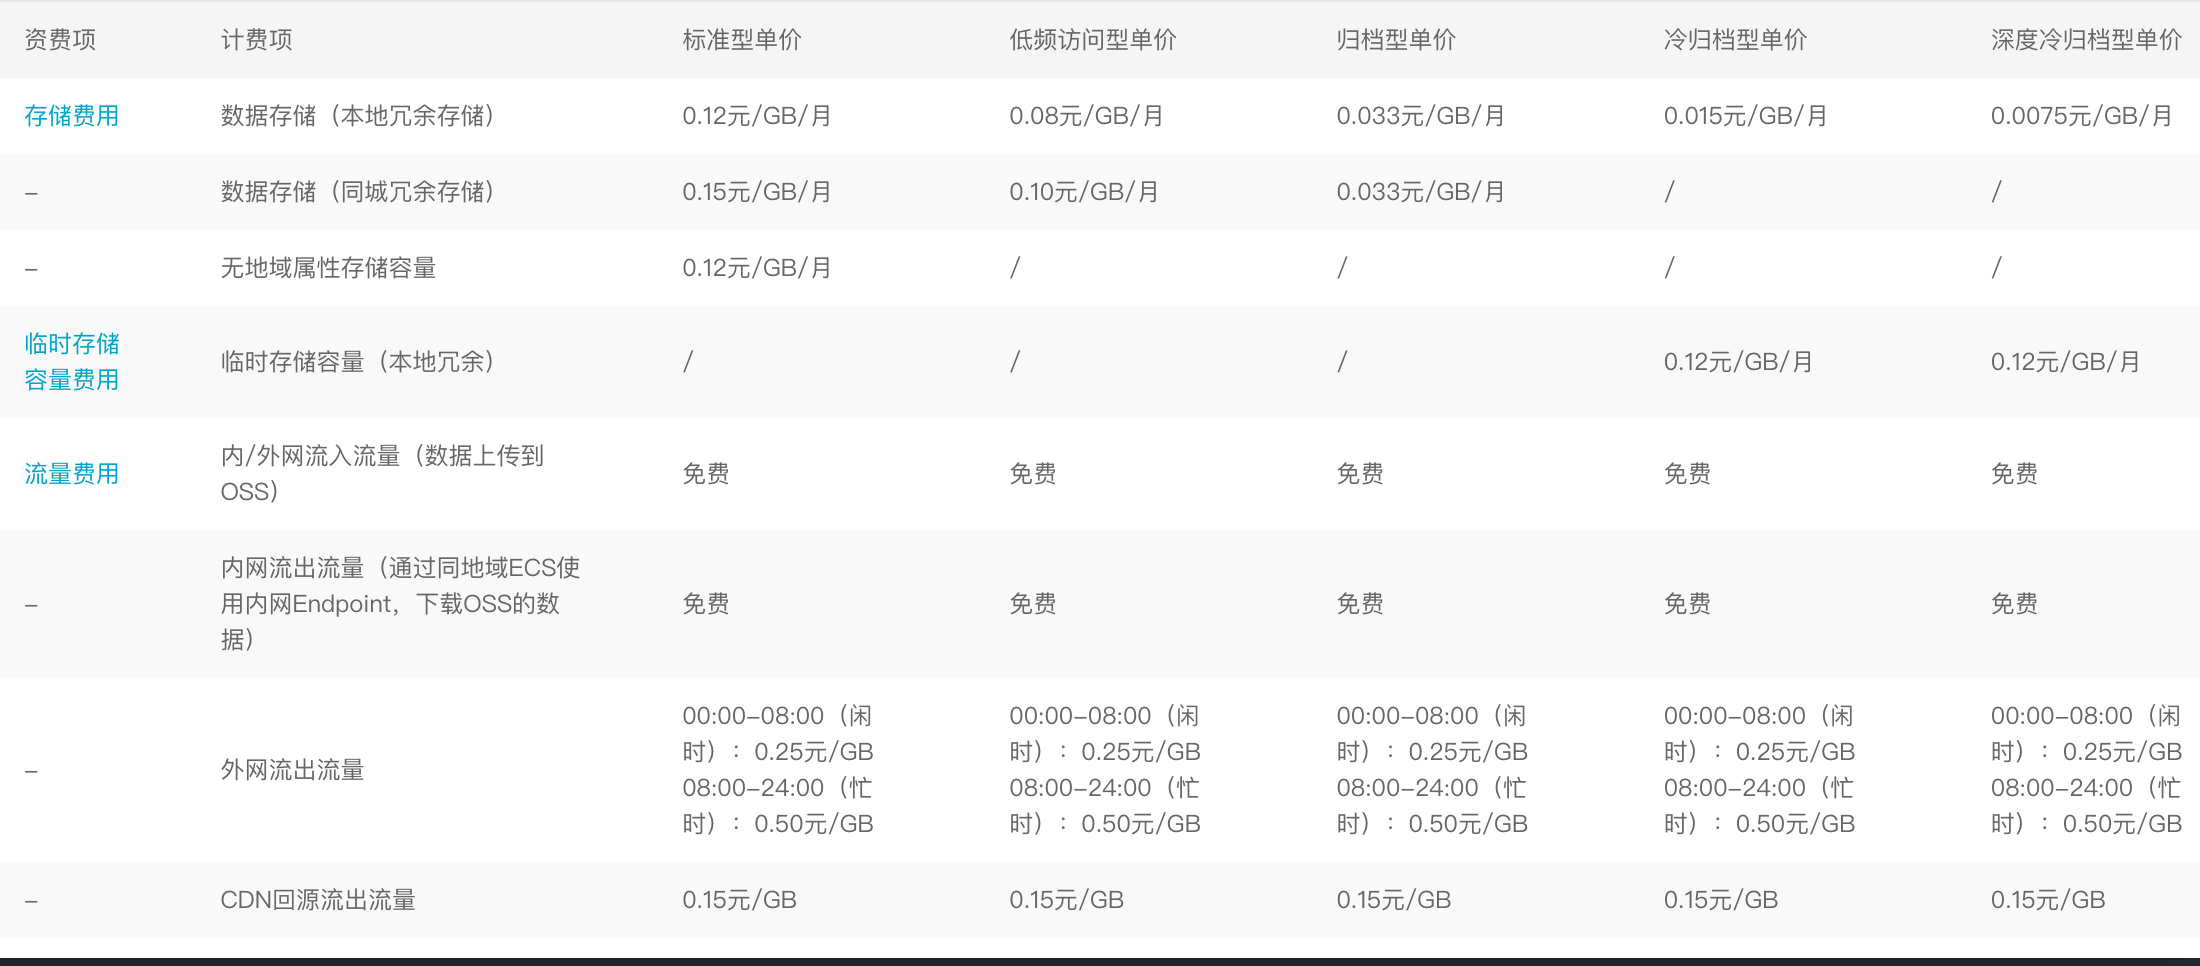 资费项 计费项 标准型单价 低频访问型单价 归档型单价 冷归档型单价 深度冷归档型单价
存储费用 数据存储（本地冗余存储） 0.12元/GB/月 0.08元/GB/月 0.033元/GB/月 0.015元/GB/月 0.0075元/GB/月
– 数据存储（同城冗余存储） 0.15元/GB/月 0.10元/GB/月 0.033元/GB/月 / /
– 无地域属性存储容量 0.12元/GB/月 / / / /
临时存储
容量费用
临时存储容量（本地冗余） / / / 0.12元/GB/月 0.12元/GB/月
流量费用
内/外网流入流量（数据上传到
OSS）
免费 免费 免费 免费 免费
–
内网流出流量（通过同地域ECS使
用内网Endpoint，下载OSS的数
据）
免费 免费 免费 免费 免费
– 外网流出流量
00:00–08:00（闲 00:00–08:00（闲 00:00–08:00（闲 00:00–08:00（闲 00:00–08:00（闲
时）：0.25元/GB 时）：0.25元/GB 时）：0.25元/GB 时）：0.25元/GB 时）：0.25元/GB
08:00–24:00（忙 08:00–24:00（忙 08:00–24:00（忙 08:00–24:00（忙 08:00–24:00（忙
时）：0.50元/GB 时）：0.50元/GB 时）：0.50元/GB 时）：0.50元/GB 时）：0.50元/GB
– CDN回源流出流量 0.15元/GB 0.15元/GB 0.15元/GB 0.15元/GB 0.15元/GB